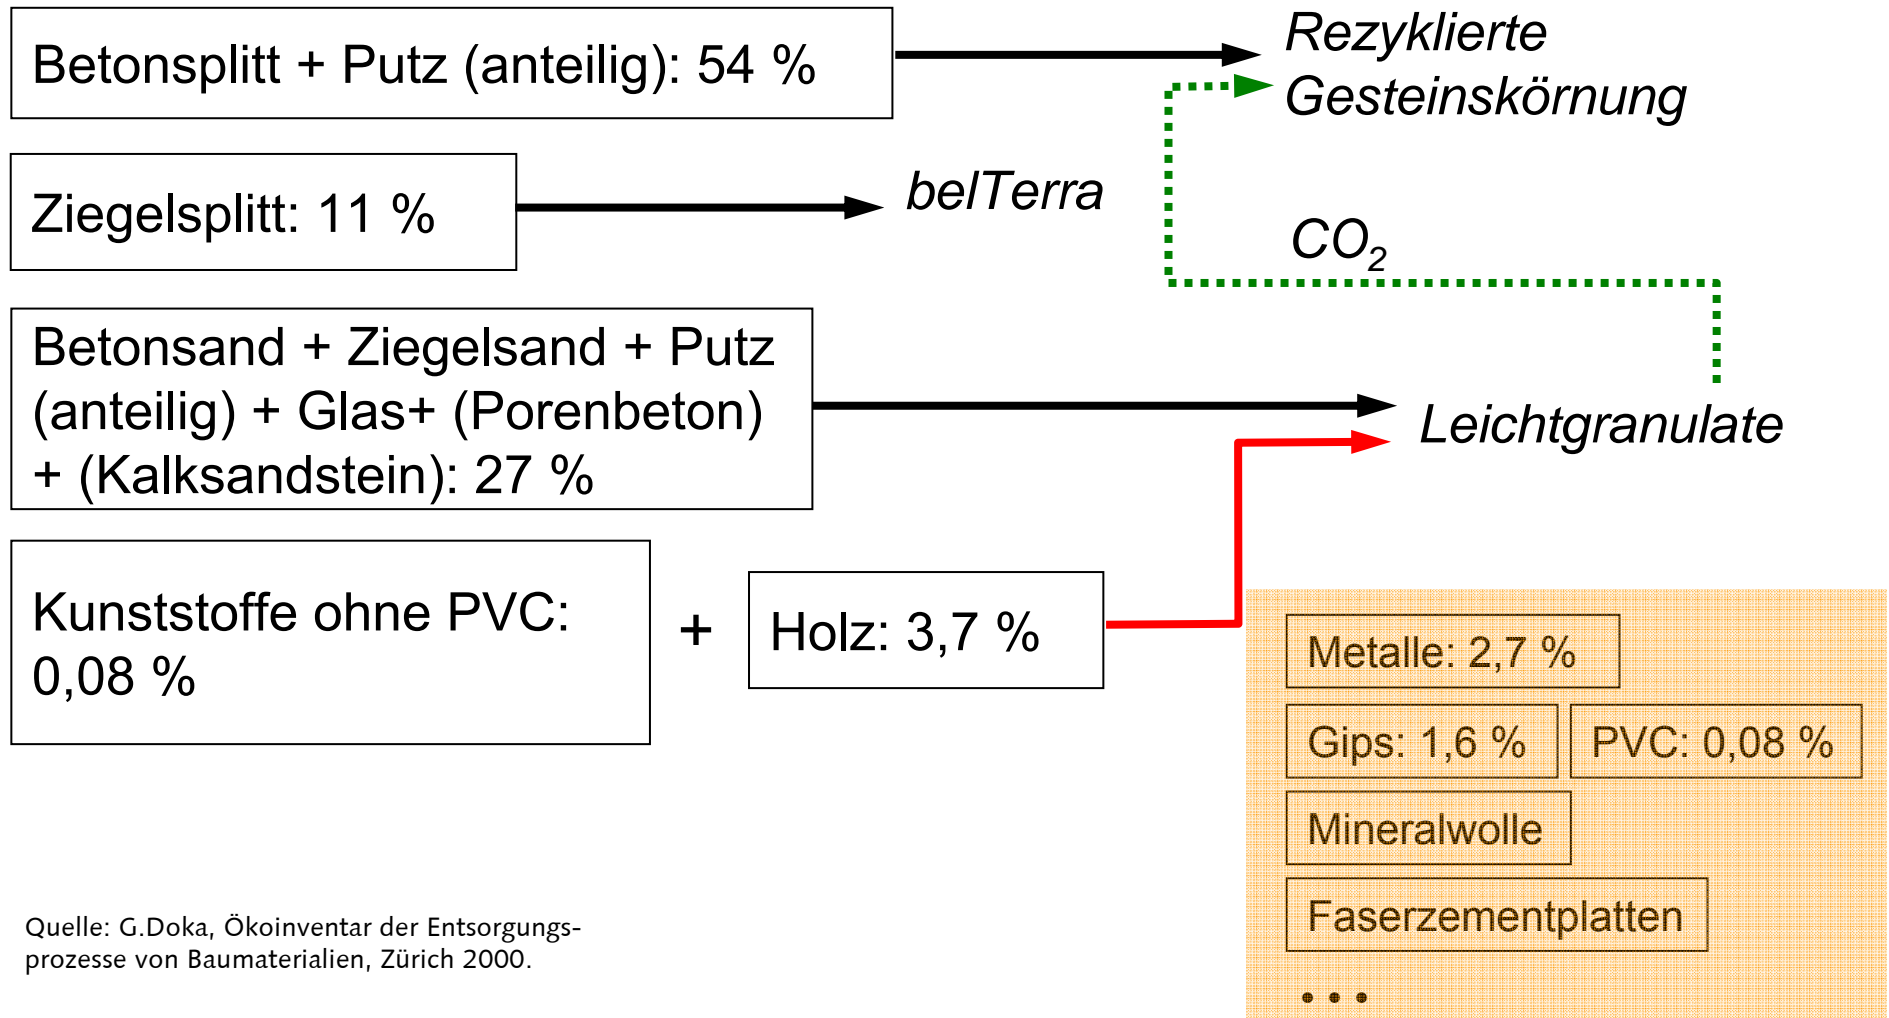 Betonsplitt + Putz (anteilig): 54 %
Rezyklierte
Gesteinskörnung
Ziegelsplitt: 11 %
belTerra
CO₂
Betonsand + Ziegelsand + Putz
(anteilig) + Glas+ (Porenbeton)
+ (Kalksandstein): 27 %
Leichtgranulate
Kunststoffe ohne PVC:
0,08 %
+
Holz: 3,7 %
Metalle: 2,7 %
Gips: 1,6 %
PVC: 0,08 %
Mineralwolle
Faserzementplatten
...
Quelle: G.Doka, Ökoinventar der Entsorgungs-
prozesse von Baumaterialien, Zürich 2000.